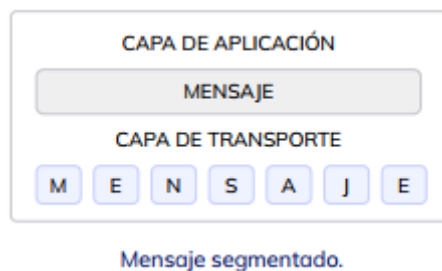 CAPA DE APLICACIÓN
MENSAJE
CAPA DE TRANSPORTE
M E N S A J E
Mensaje segmentado.